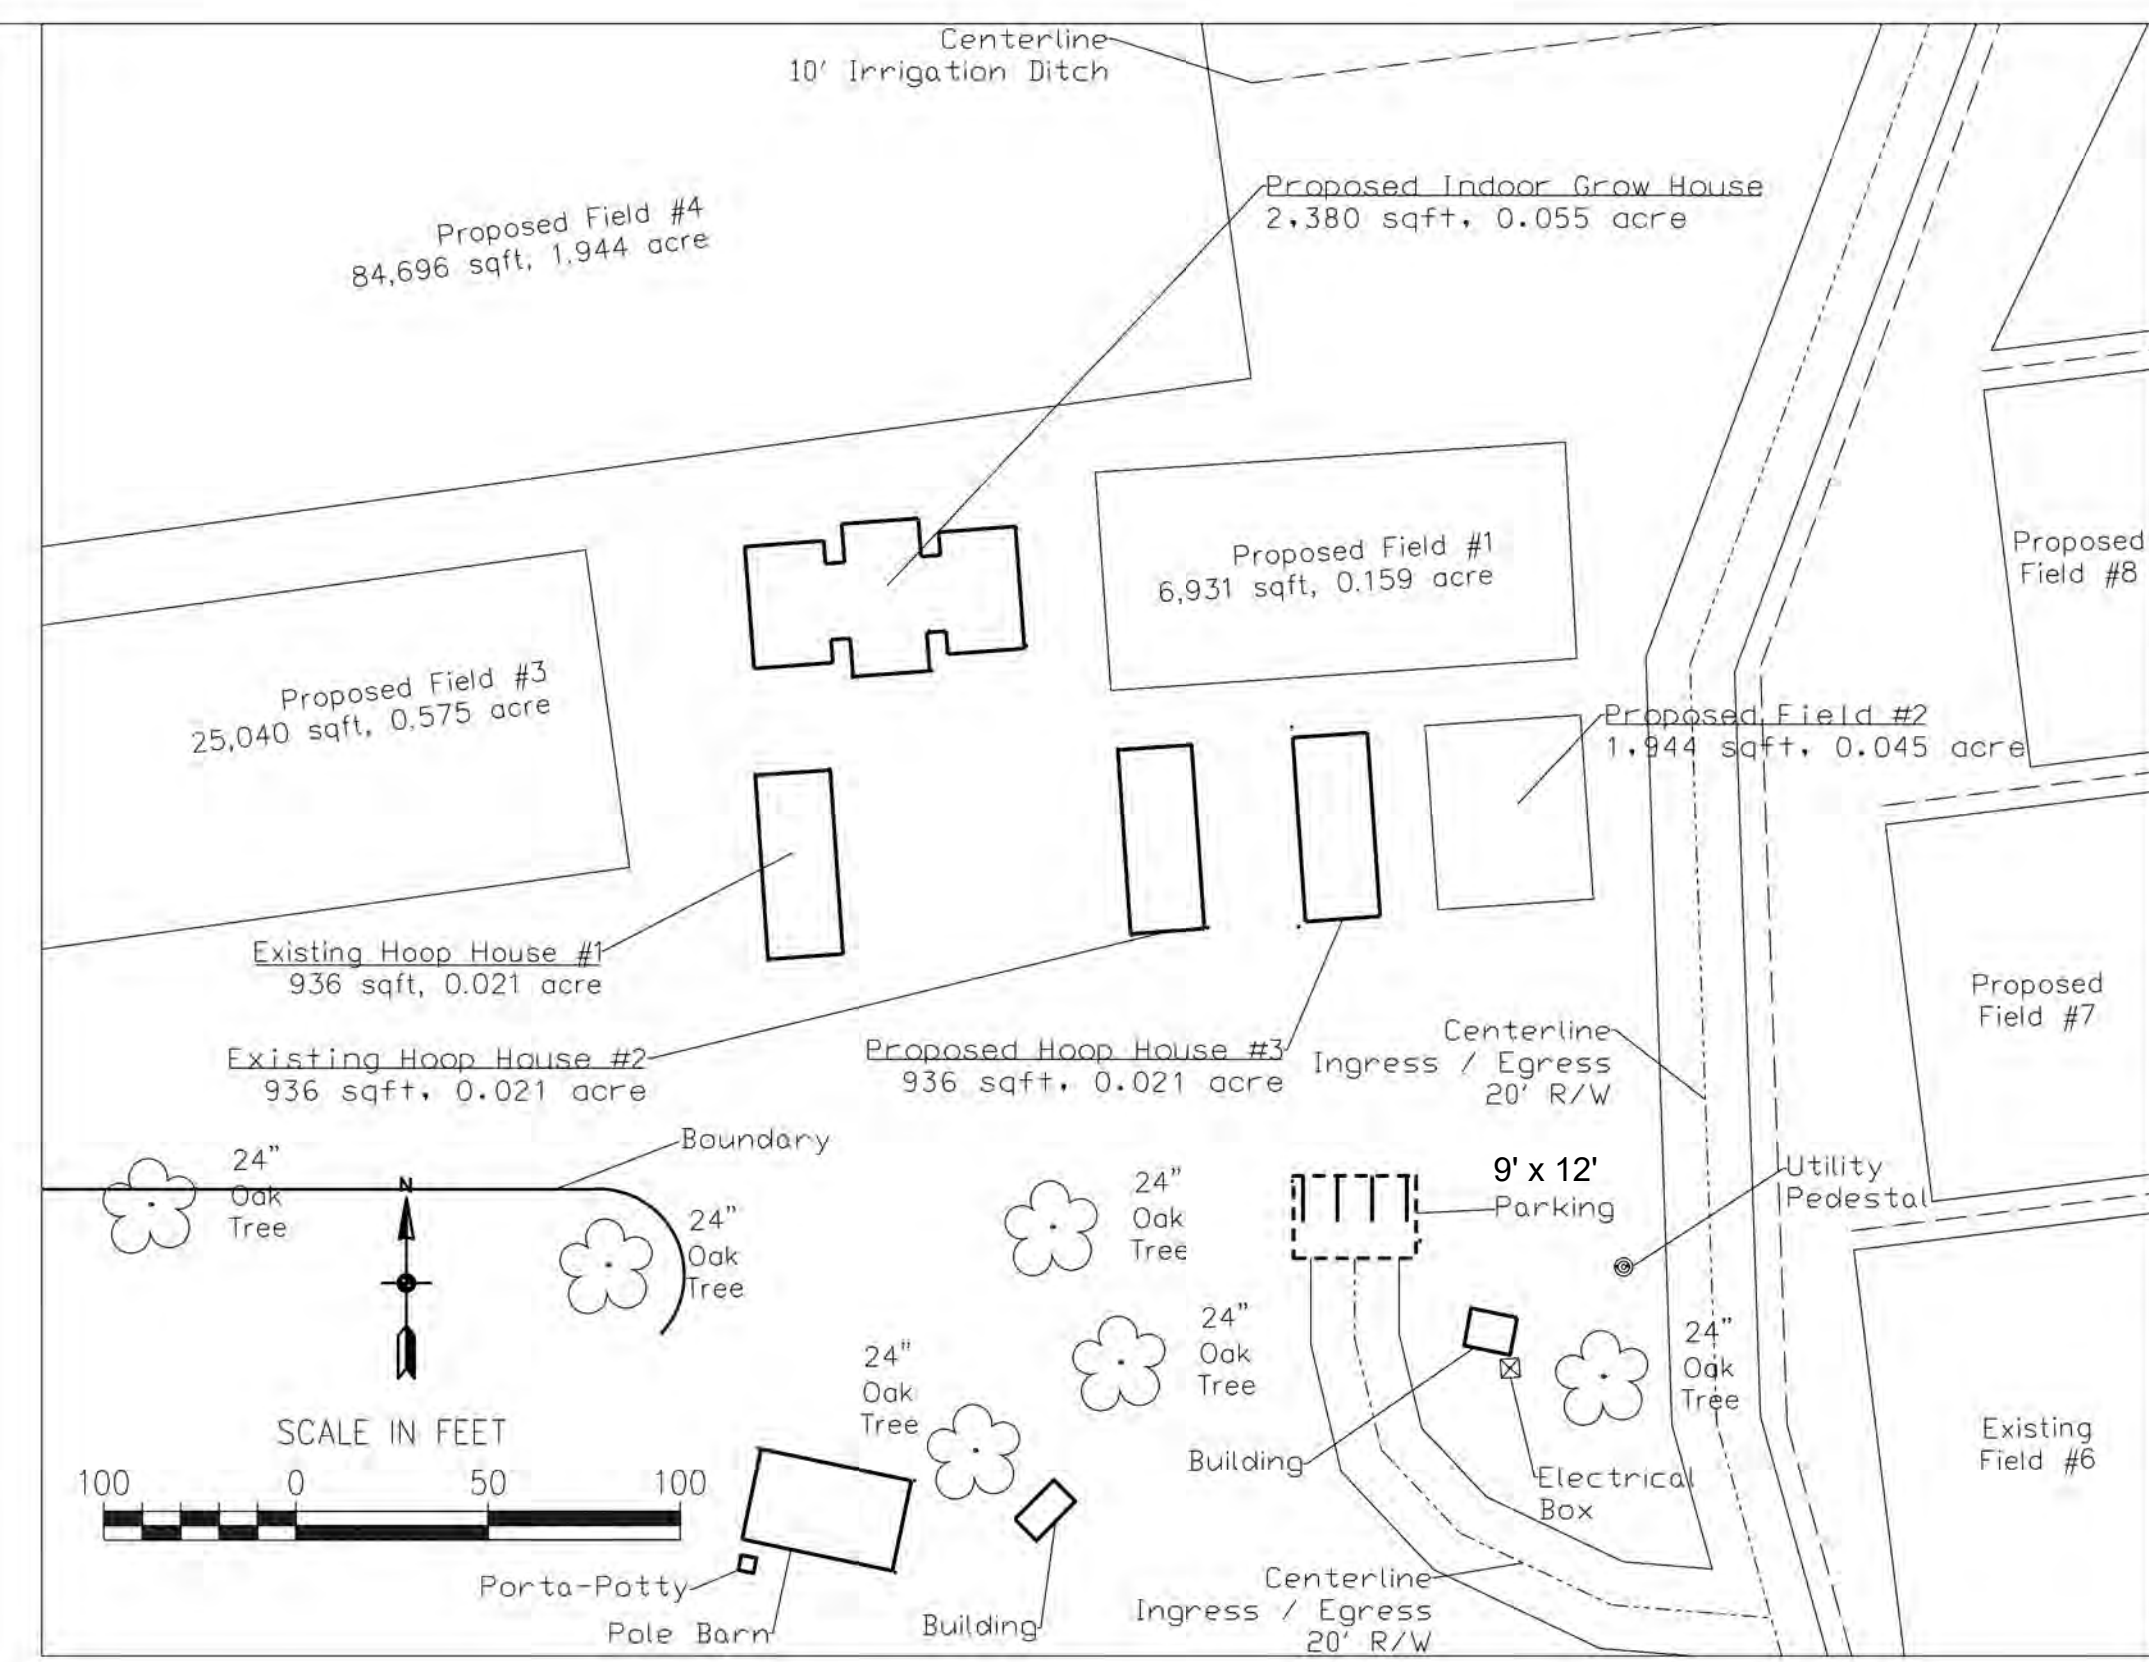 Centerline
10' Irrigation Ditch
Proposed Indoor Grow House
2,380 sqft, 0.055 acre
Proposed Field #4
84,696 sqft, 1.944 acre
Proposed Field #1
6,931 sqft, 0.159 acre
Proposed
Field #8
Proposed Field #3
25,040 sqft, 0.575 acre
Proposed Field #2
1,944 sqft, 0.045 acre
Existing Hoop House #1
936 sqft, 0.021 acre
Existing Hoop House #2
936 sqft, 0.021 acre
Proposed Hoop House #3
936 sqft, 0.021 acre
Centerline
Ingress / Egress
20' R/W
Proposed
Field #7
Boundary
24"
Oak
Tree
N
24"
Oak
Tree
24"
Oak
Tree
9' x 12'
Parking
Utility
Pedestal
24"
Oak
Tree
24"
Oak
Tree
24"
Oak
Tree
SCALE IN FEET
100 0 50 100
Building
Electrical
Box
Existing
Field #6
Porta-Potty
Pole Barn
Building
Centerline
Ingress / Egress
20' R/W